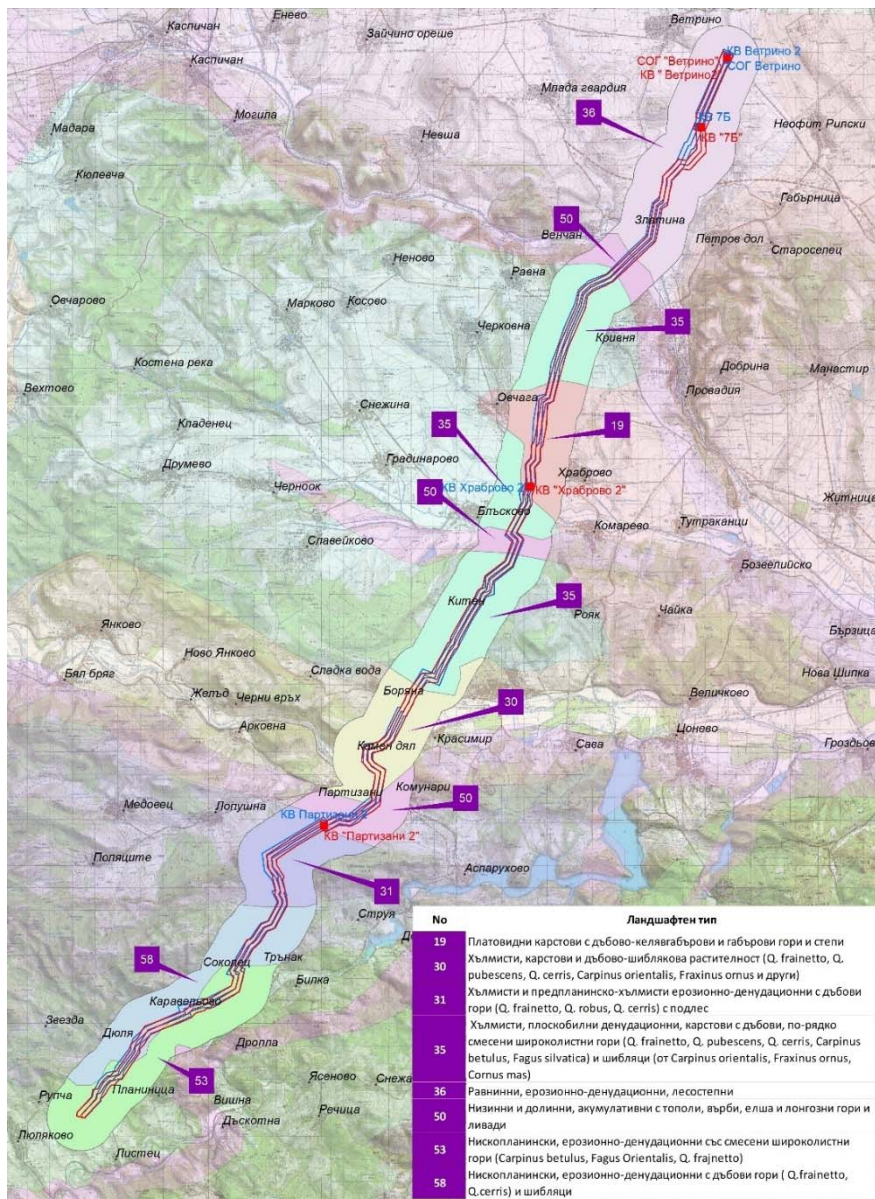 Ветрино
Енево
Каспичан
Зайчино ореше
КВ Ветрино 2
СОГ "Ветрино"
СОГ Ветрино
КВ " Ветрино2"
Каспичан
Млада гвардия
36
Могила
КВ 7Б
Мадара
Невша
КВ "7Б"
Неофит Рилски
Кюлевча
Габърница
50
Златина
Венчан
Петров дол
Староселец
Неново
Равна
Овчарово
Марково
Косово
35
Черковна
Кривня
Костена река
Добрина
Манастир
Вехтово
Провадия
Снежина
Овчага
Кладенец
35
19
Друмево
Градинарово
Храброво
Черноок
50
КВ Храброво 2
КВ "Храброво 2"
Житница
Блъсково
Славейково
Комарево
Тутраканци
Бозвелийско
Китен
35
Рояк
Чайка
Янково
Бързица
Ново Янково
Сладка вода
Бял бряг
Нова Шипка
Желъд
Черни връх
Боряна
Величково
30
Арковна
Камен дял
Красимир
Сава
Цонево
Гроздьов
Партизани
Комунари
Медовец
Лопушна
КВ Партизани 2
50
КВ "Партизани 2"
Поляците
Аспарухово
31
Струя
58
Соколец
Трънак
Билка
Каравельово
Звезда
Дюля
Дропла
Ясеново
Снежа
Рупча
Планиница
53
Вишна
Речица
Люляково
Дъскотна
Листец
No Ландшафтен тип
19 Платовидни карстови с дъбово-келявгабърови и габърови гори и степи
30 Хълмисти, карстови и дъбово-шиблякова растителност (Q. frainetto, Q.
pubescens, Q. cerris, Carpinus orientalis, Fraxinus ornus и други)
31 Хълмисти и предпланинско-хълмисти ерозионно-денудационни с дъбови
гори (Q. frainetto, Q. robus, Q. cerris) с подлес
35 Хълмисти, плоскобилни денудационни, карстови с дъбови, по-рядко
смесени широколистни гори (Q. frainetto, Q. pubescens, Q. cerris, Carpinus
betulus, Fagus silvatica) и шибляци (от Carpinus orientalis, Fraxinus ornus,
Cornus mas)
36 Равнинни, ерозионно-денудационни, лесостепни
50 Низинни и долинни, акумулативни с тополи, върби, елша и лонгозни гори и
ливади
53 Нископланински, ерозионно-денудационни със смесени широколистни
гори (Carpinus betulus, Fagus Orientalis, Q. frajnetto)
58 Нископланински, ерозионно-денудационни с дъбови гори ( Q.frainetto,
Q.cerris) и шибляци